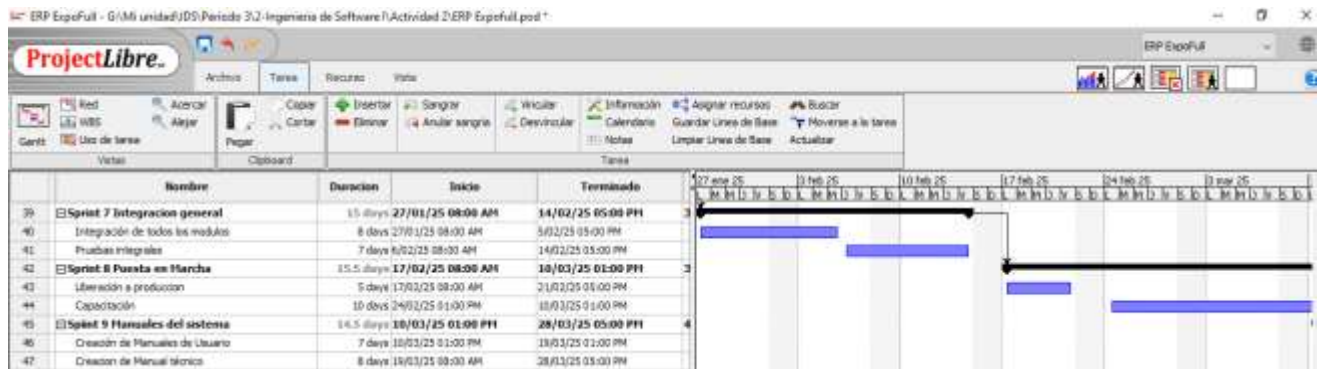 ERP ExpoFull - G:\Mi unidad\UDS\Periodo 3\2-Ingenieria de Software I\Actividad 2\ERP Expofull.pod *
ProjectLibre
ERP ExpoFull
Archivo Tarea Recurso Vista
Red Acercar Copiar Insertar Sangrar Vincular Información Asignar recursos Buscar
WBS Alejar Cortar Eliminar Anular sangria Desvincular Calendario Guardar Linea de Base Moverse a la tarea
Gantt Uso de tarea Pegar Notas Limpiar Linea de Base Actualizar
Vistas Clipboard Tarea
Nombre Duracion Inicio Terminado 27 ene 25 3 feb 25 10 feb 25 17 feb 25 24 feb 25 3 mar 25
39 Sprint 7 Integracion general 15 days 27/01/25 08:00 AM 14/02/25 05:00 PM 3
40 Integración de todos los modulos 8 days 27/01/25 08:00 AM 5/02/25 05:00 PM
41 Pruebas integrales 7 days 6/02/25 08:00 AM 14/02/25 05:00 PM
42 Sprint 8 Puesta en Marcha 15.5 days 17/02/25 08:00 AM 10/03/25 01:00 PM 3
43 Liberación a produccion 5 days 17/02/25 08:00 AM 21/02/25 05:00 PM
44 Capacitación 10 days 24/02/25 01:00 PM 10/03/25 01:00 PM
45 Spint 9 Manuales del sistema 14.5 days 10/03/25 01:00 PM 28/03/25 05:00 PM 4
46 Creacón de Manuales de Usuario 7 days 10/03/25 01:00 PM 19/03/25 01:00 PM
47 Creacion de Manual técnico 8 days 19/03/25 08:00 AM 28/03/25 05:00 PM